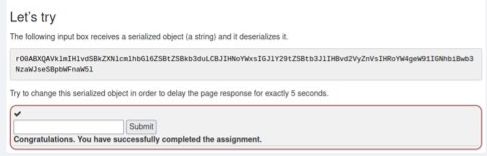 Let's try
The following input box receives a serialized object (a string) and it deserializes it.
rO0ABXQAVklmIHlvdSBkZXNlcmlhbGl6ZSBtZSBkb3duLCBJIHNoYWxsIGJlY29tZSBtb3JlIHBvd2VyZnVsIHRoYW4geW91IGNhbiBwb3
NzaWJseSBpbWFnaW5l
Try to change this serialized object in order to delay the page response for exactly 5 seconds.
✔
Submit
Congratulations. You have successfully completed the assignment.